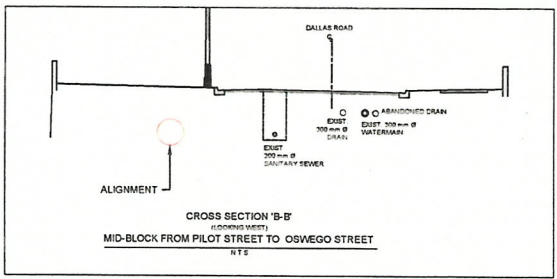 DALLAS ROAD
EXIST
300 mm Ø
DRAIN
ABANDONED DRAIN
EXIST 300 mm Ø
WATERMAIN
EXIST
200 mm Ø
SANITARY SEWER
ALIGNMENT
CROSS SECTION 'B-B'
(LOOKING WEST)
MID-BLOCK FROM PILOT STREET TO OSWEGO STREET
N T S